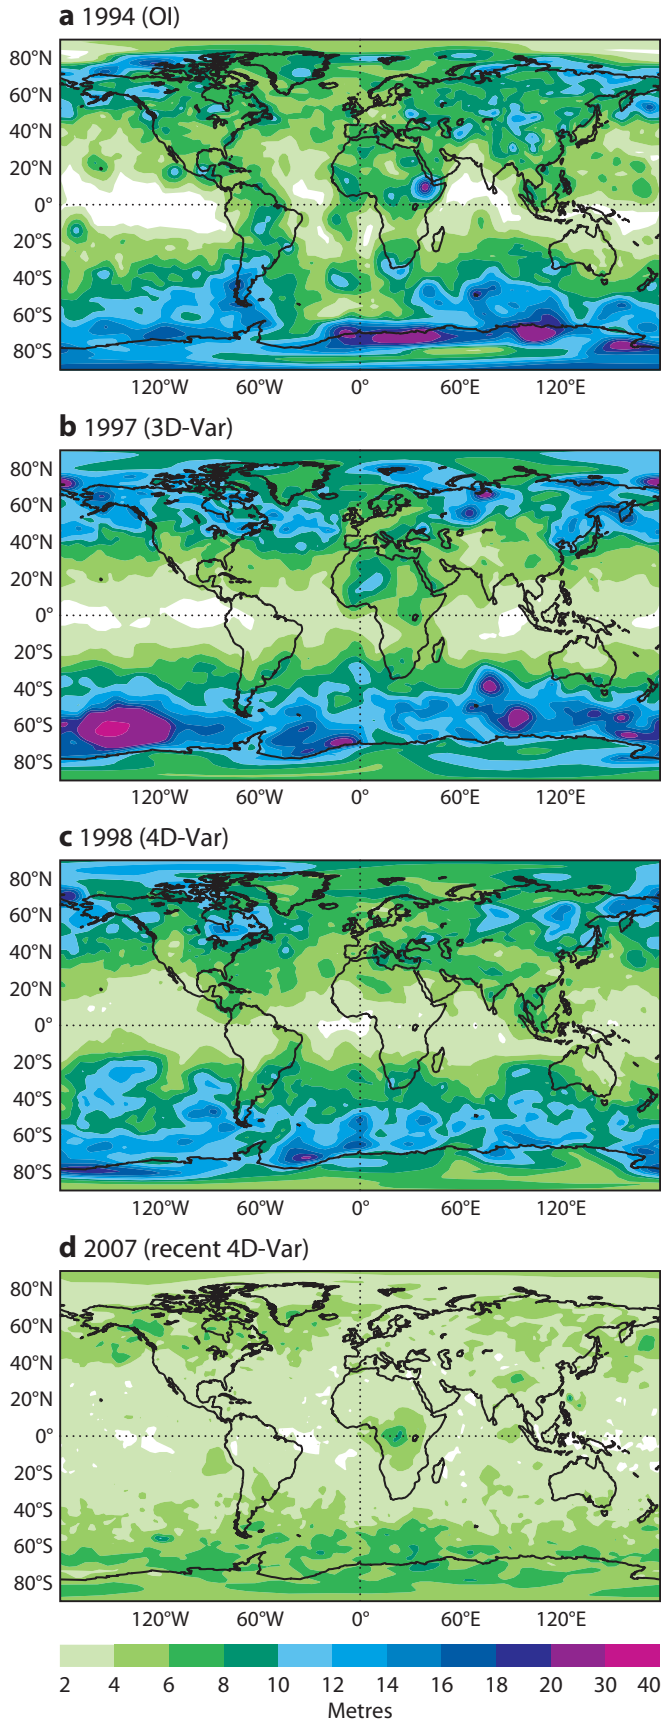 a 1994 (OI)
80°N
60°N
40°N
20°N
0°
20°S
40°S
60°S
80°S
120°W 60°W 0° 60°E 120°E
b 1997 (3D-Var)
80°N
60°N
40°N
20°N
0°
20°S
40°S
60°S
80°S
120°W 60°W 0° 60°E 120°E
c 1998 (4D-Var)
80°N
60°N
40°N
20°N
0°
20°S
40°S
60°S
80°S
120°W 60°W 0° 60°E 120°E
d 2007 (recent 4D-Var)
80°N
60°N
40°N
20°N
0°
20°S
40°S
60°S
80°S
120°W 60°W 0° 60°E 120°E
2 4 6 8 10 12 14 16 18 20 30 40
Metres